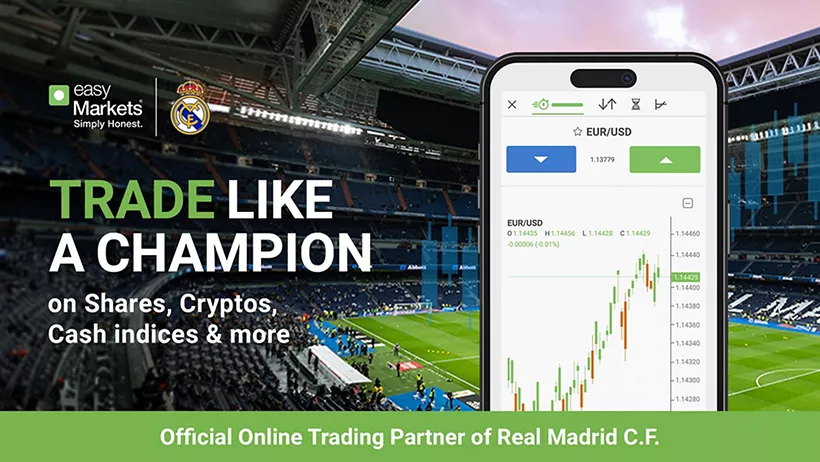 easy
Markets
Simply Honest.
TRADE LIKE
A CHAMPION
on Shares, Cryptos,
Cash indices & more
EUR/USD
1.13779
EUR/USD
O 1.14435 H 1.14456 L 1.14428 C 1.14429
-0.00006 (-0.01%)
1.14460
1.14429
1.14400
1.14380
1.14360
1.14340
1.14320
1.14300
1.14280
Official Online Trading Partner of Real Madrid C.F.